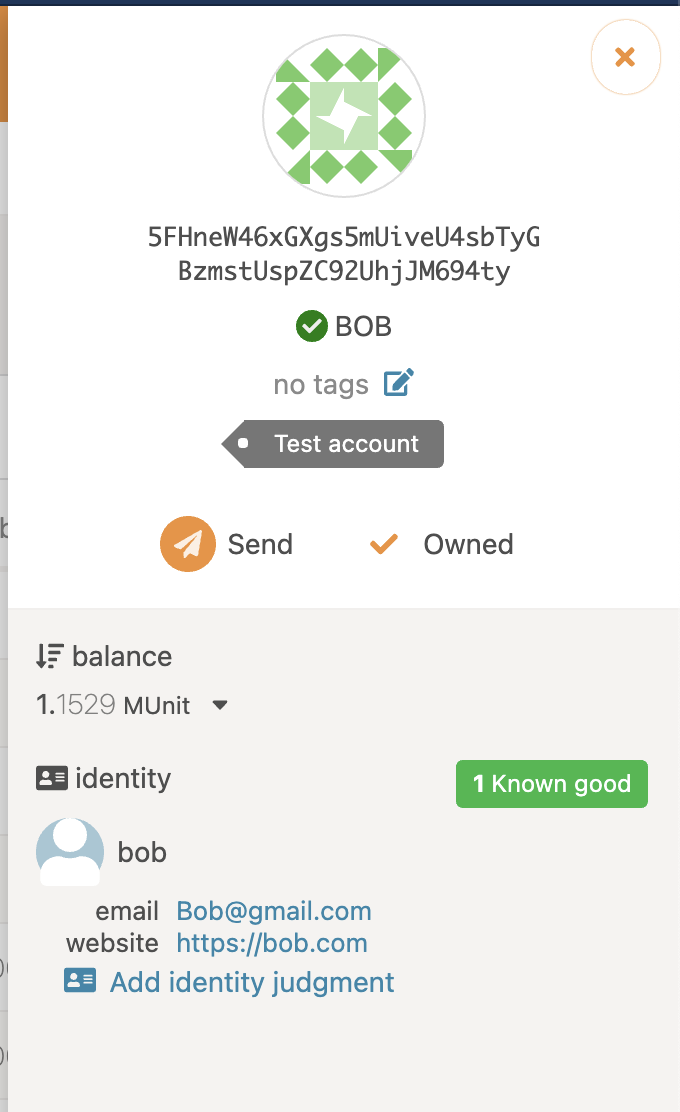 5FHneW46xGXgs5mUiveU4sbTyG
BzmstUspZC92UhjJM694ty
BOB
no tags
Test account
Send
Owned
balance
1.1529 MUnit
identity
1 Known good
bob
email Bob@gmail.com
website https://bob.com
Add identity judgment